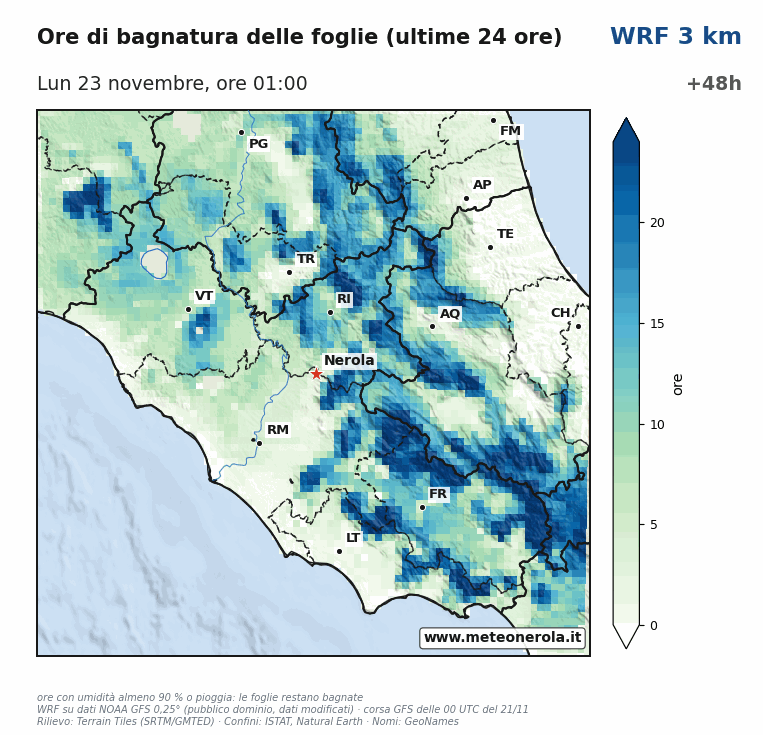 Ore di bagnatura delle foglie (ultime 24 ore)
WRF 3 km
Lun 23 novembre, ore 01:00
+48h
FM
PG
AP
TE
TR
VT
RI
AQ
CH
Nerola
RM
FR
LT
www.meteonerola.it
20
15
10
5
0
ore
ore con umidità almeno 90 % o pioggia: le foglie restano bagnate
WRF su dati NOAA GFS 0,25° (pubblico dominio, dati modificati) · corsa GFS delle 00 UTC del 21/11
Rilievo: Terrain Tiles (SRTM/GMTED) · Confini: ISTAT, Natural Earth · Nomi: GeoNames